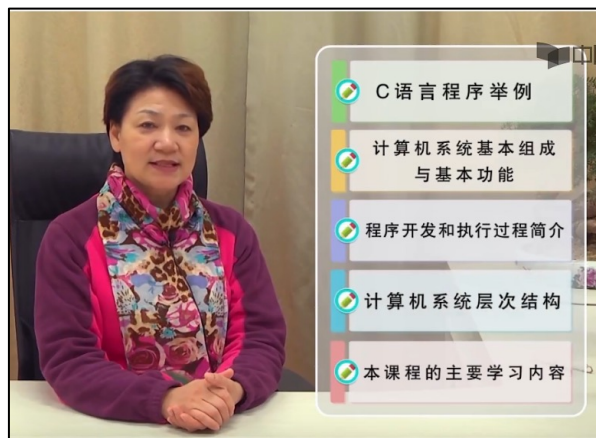 中
C语言程序举例
计算机系统基本组成
与基本功能
程序开发和执行过程简介
计算机系统层次结构
本课程的主要学习内容